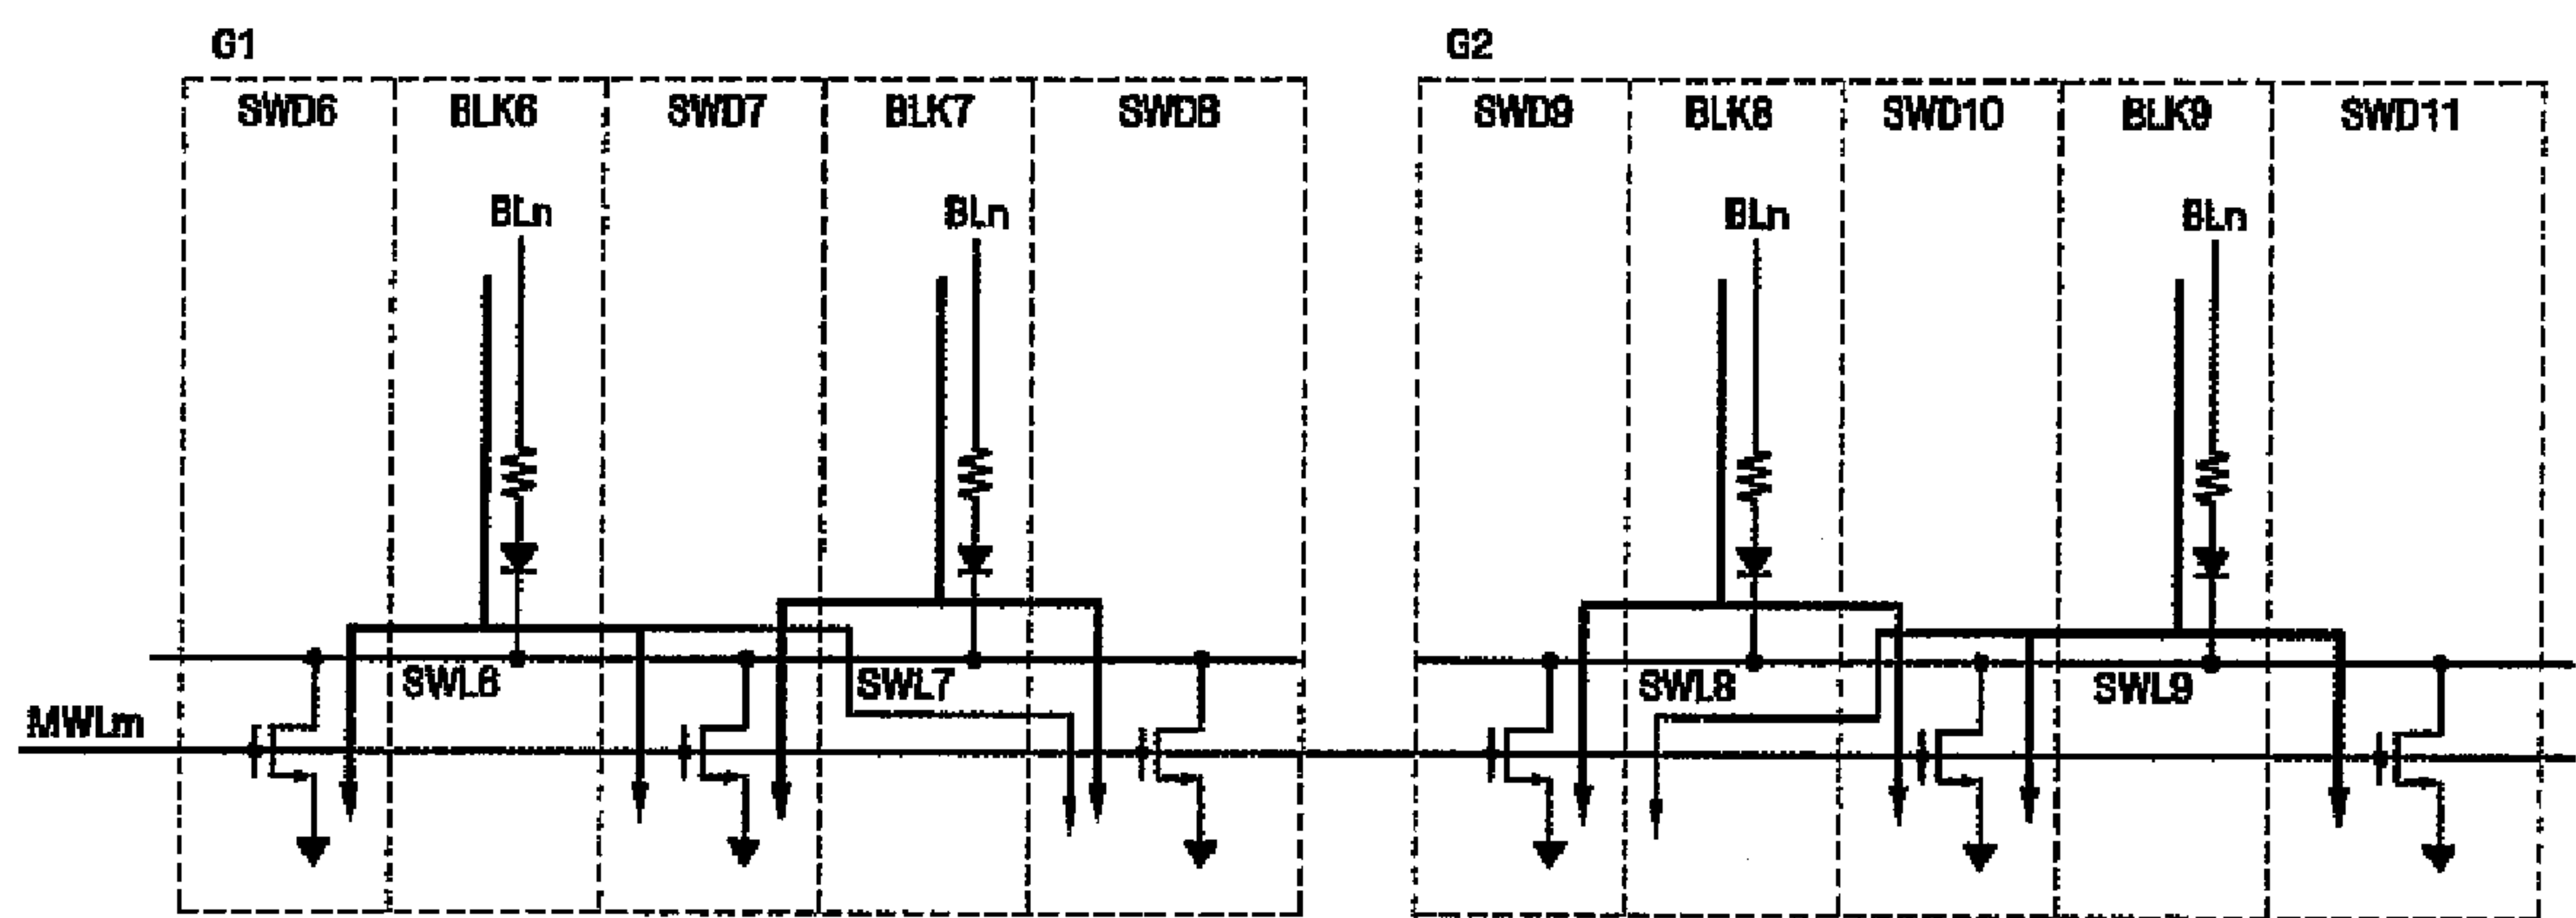 G1 G2
SWD6 BLK6 SWD7 BLK7 SWD8 SWD9 BLK8 SWD10 BLK9 SWD11
BLn BLn BLn BLn
SWL6 SWL7 SWL8 SWL9
MWLm